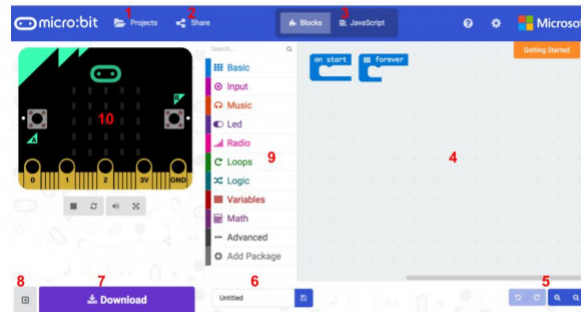 1 2 3
micro:bit Projects Share Blocks JavaScript Microso
Search... Getting Started
Basic on start forever
Input
Music
10 Led
Radio
Loops 9 4
0 1 2 3V GND Logic
Variables
Math
Advanced
Add Package
8 7 6 5
Download Untitled